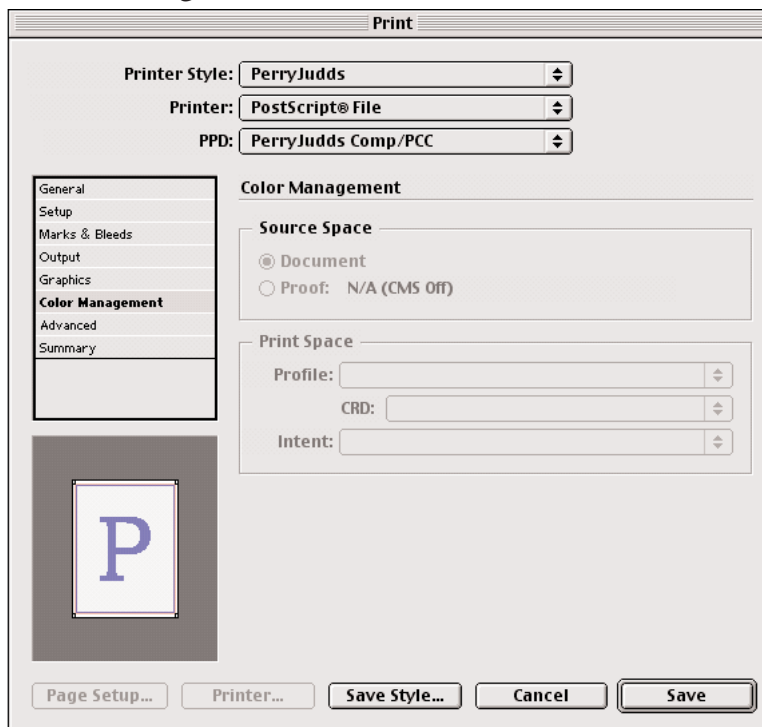 Print
Printer Style: PerryJudds
Printer: PostScript® File
PPD: PerryJudds Comp/PCC
General
Setup
Marks & Bleeds
Output
Graphics
Color Management
Advanced
Summary
Color Management
Source Space
Document
Proof: N/A (CMS Off)
Print Space
Profile:
CRD:
Intent:
P
Page Setup...
Printer...
Save Style...
Cancel
Save